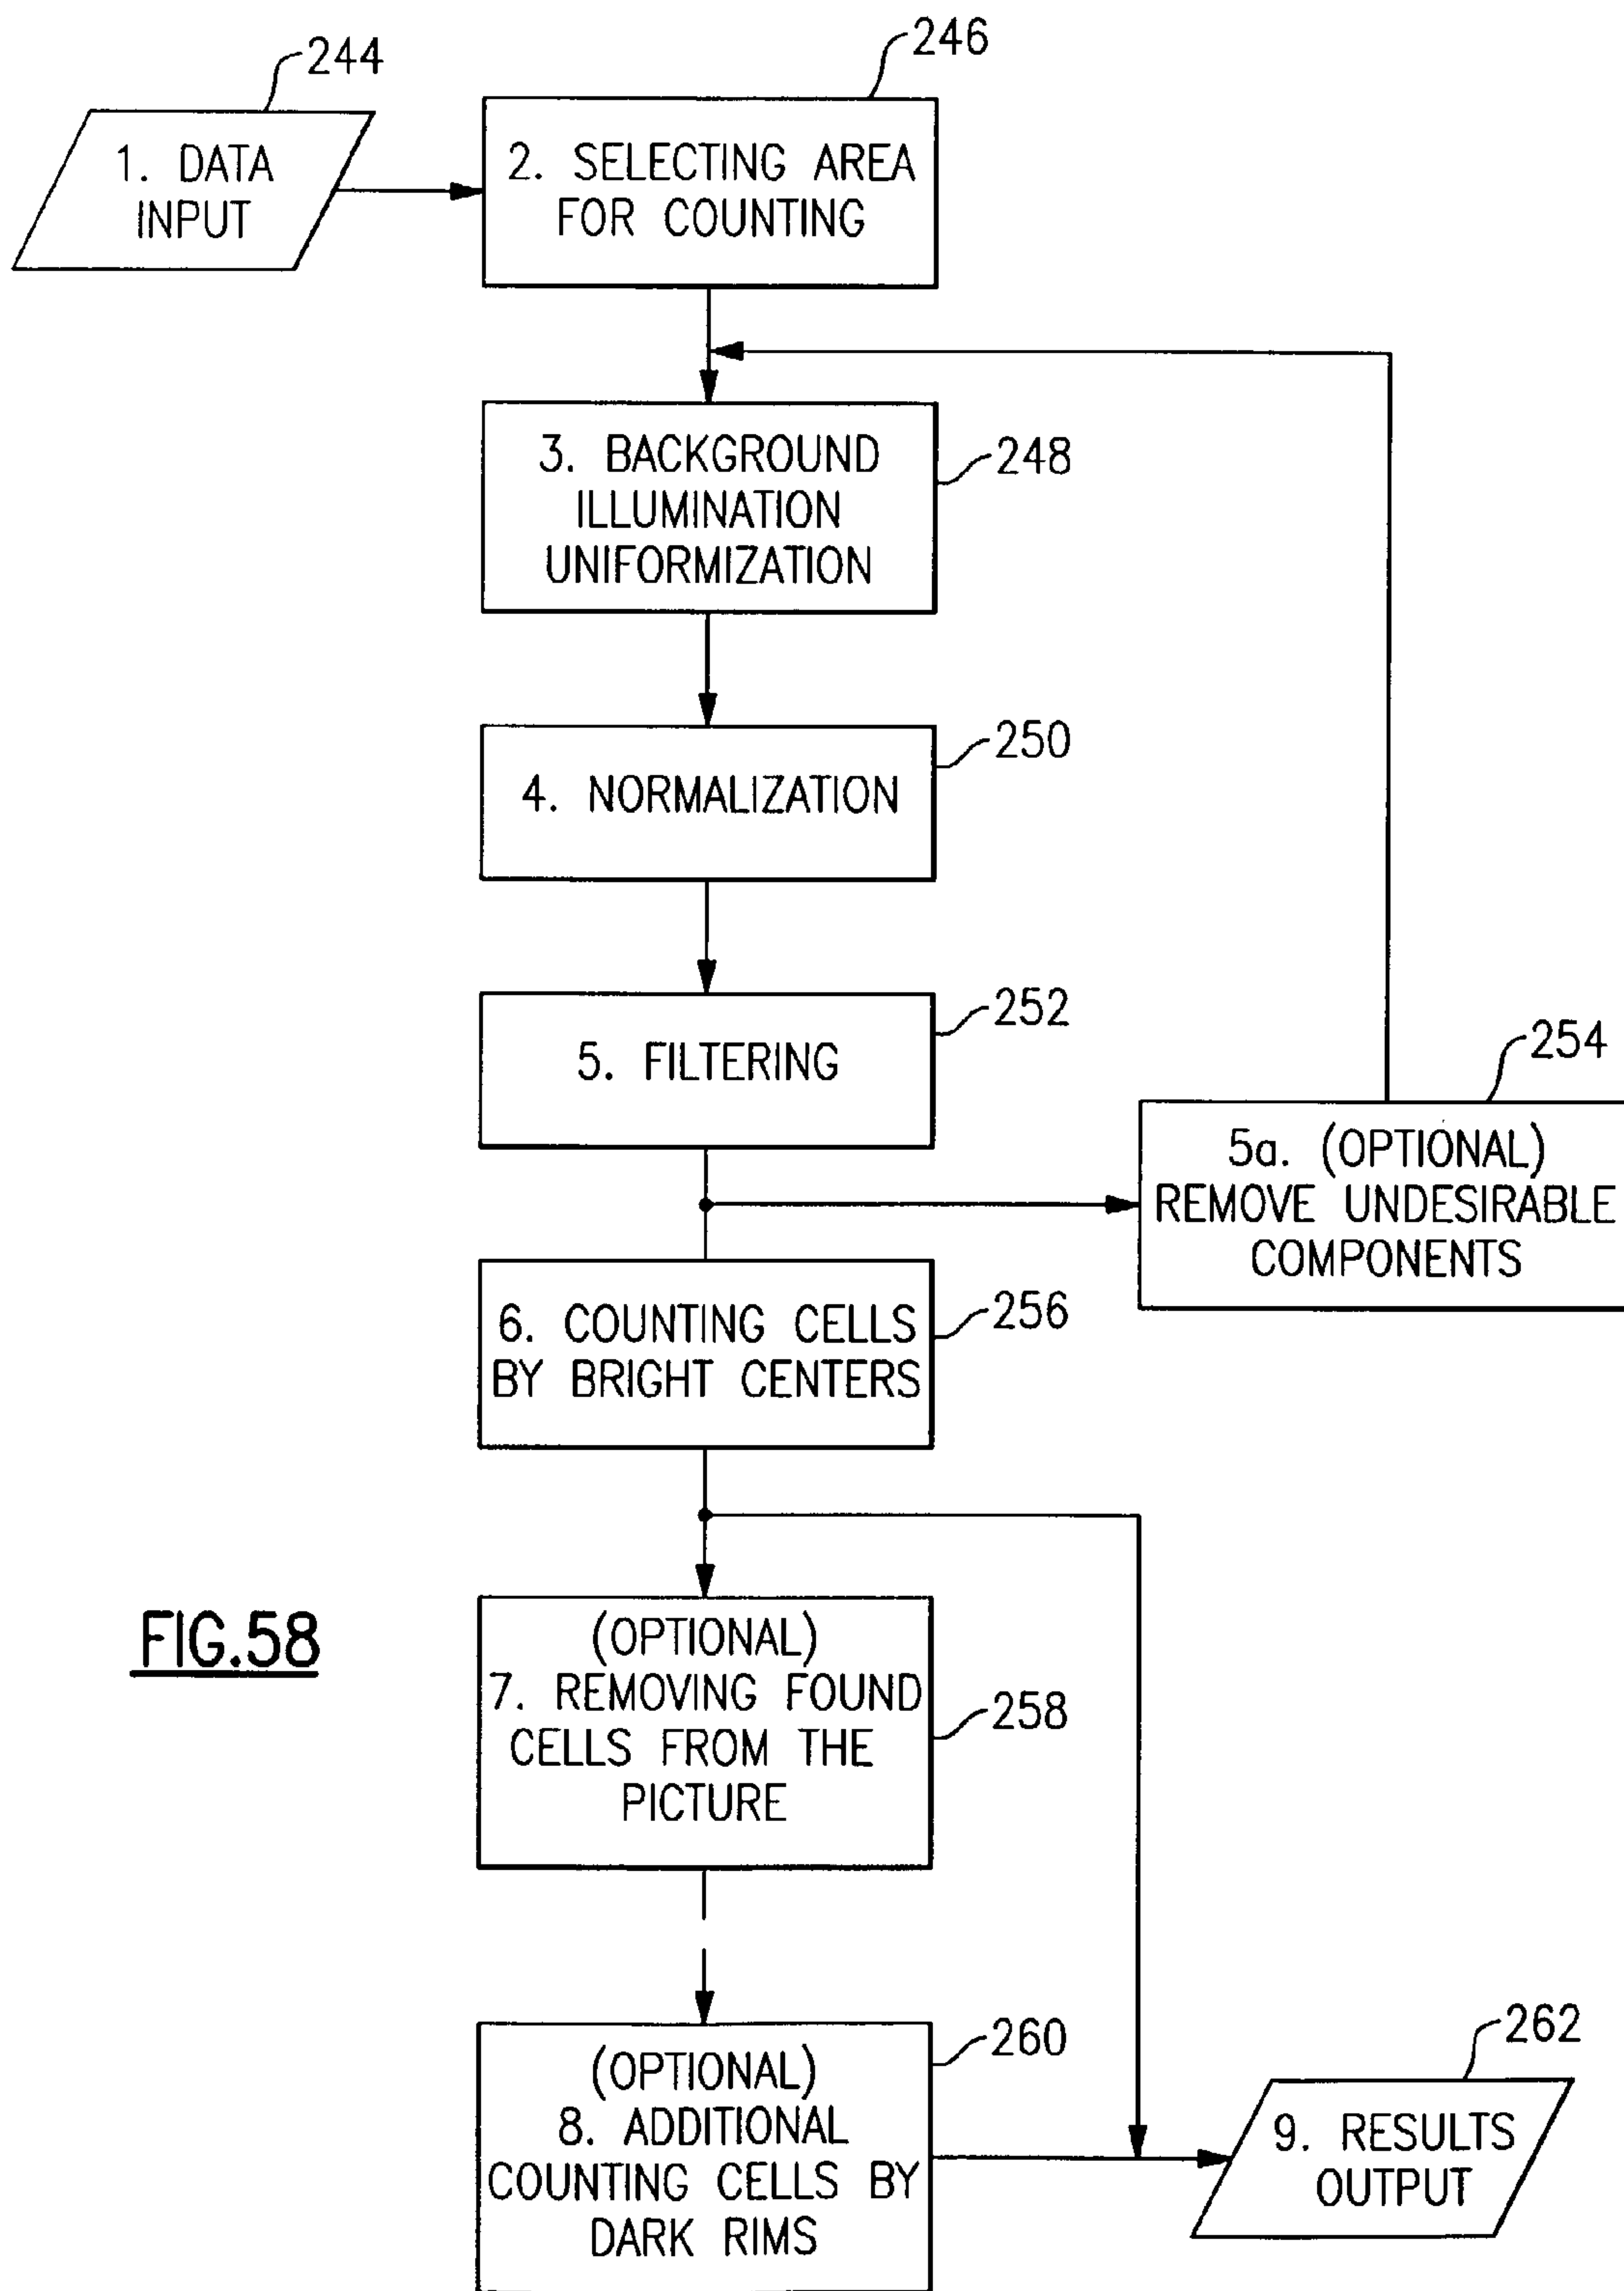 244
1. DATA
INPUT
246
2. SELECTING AREA
FOR COUNTING
3. BACKGROUND
ILLUMINATION
UNIFORMIZATION
248
4. NORMALIZATION
250
5. FILTERING
252
254
5a. (OPTIONAL)
REMOVE UNDESIRABLE
COMPONENTS
6. COUNTING CELLS
BY BRIGHT CENTERS
256
FIG.58
(OPTIONAL)
7. REMOVING FOUND
CELLS FROM THE
PICTURE
258
(OPTIONAL)
8. ADDITIONAL
COUNTING CELLS BY
DARK RIMS
260
262
9. RESULTS
OUTPUT